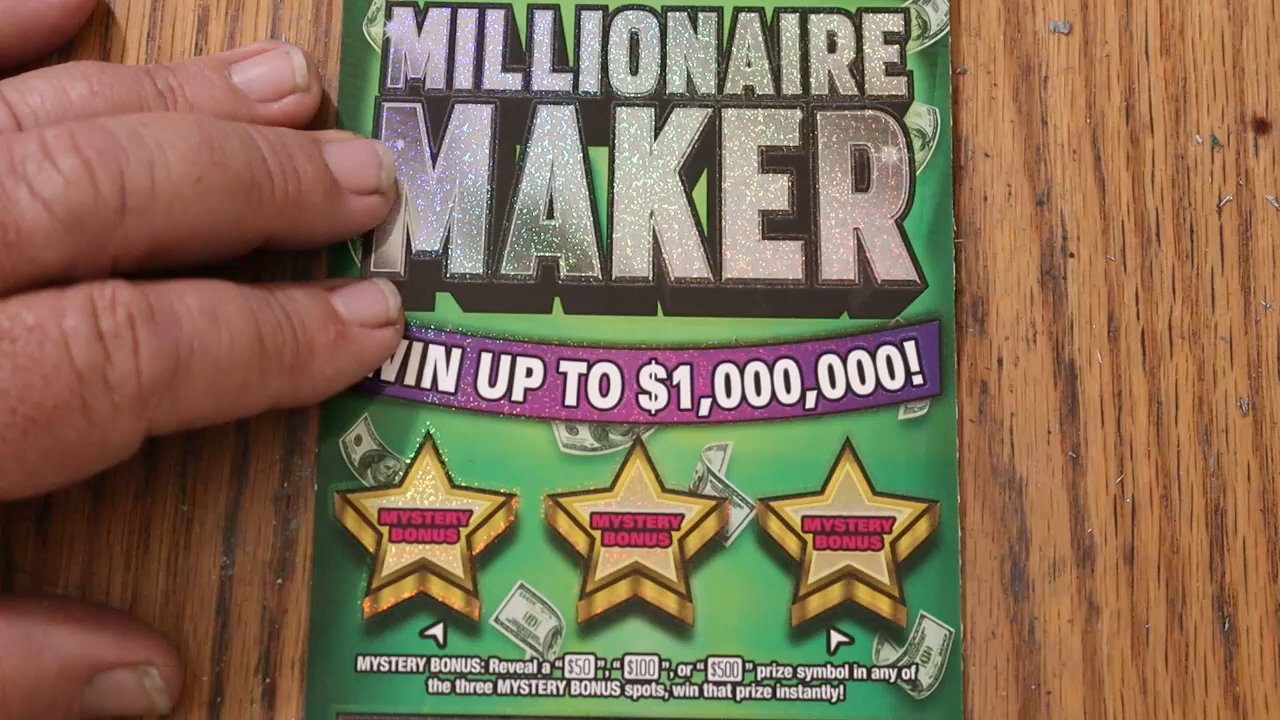 MILLIONAIRE
MAKER
WIN UP TO $1,000,000!
MYSTERY BONUS
MYSTERY BONUS
MYSTERY BONUS
MYSTERY BONUS: Reveal a "$50", "$100", or "$500" prize symbol in any of
the three MYSTERY BONUS spots, win that prize instantly!